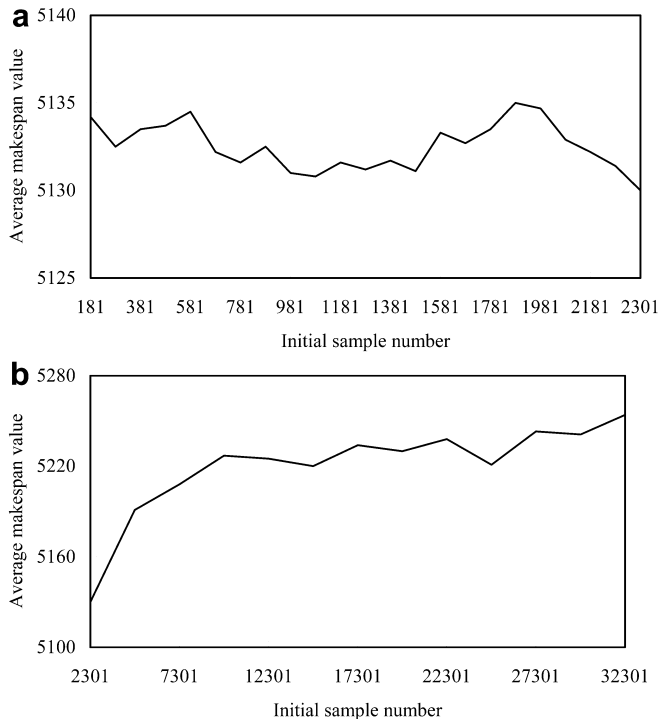 a
5140
5135
5130
5125
Average makespan value
181 381 581 781 981 1181 1381 1581 1781 1981 2181 2301
Initial sample number
b
5280
5220
5160
5100
Average makespan value
2301 7301 12301 17301 22301 27301 32301
Initial sample number